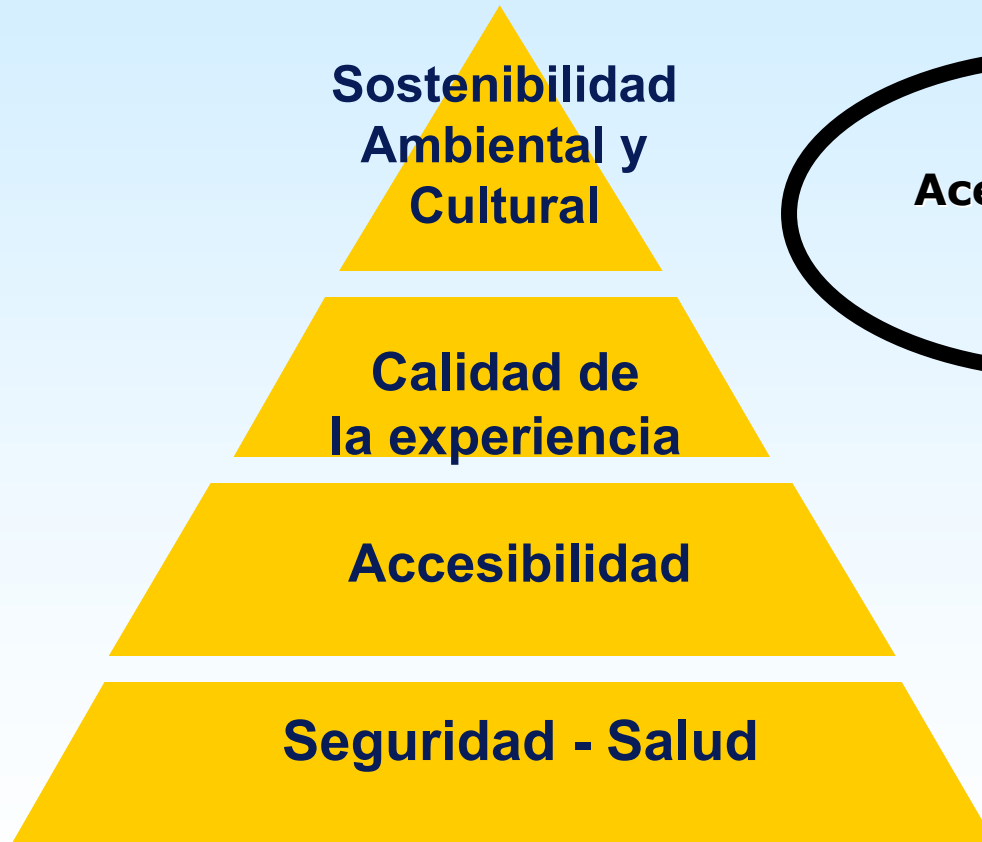 Sostenibilidad
Ambiental y
Cultural
Calidad de
la experiencia
Accesibilidad
Seguridad - Salud